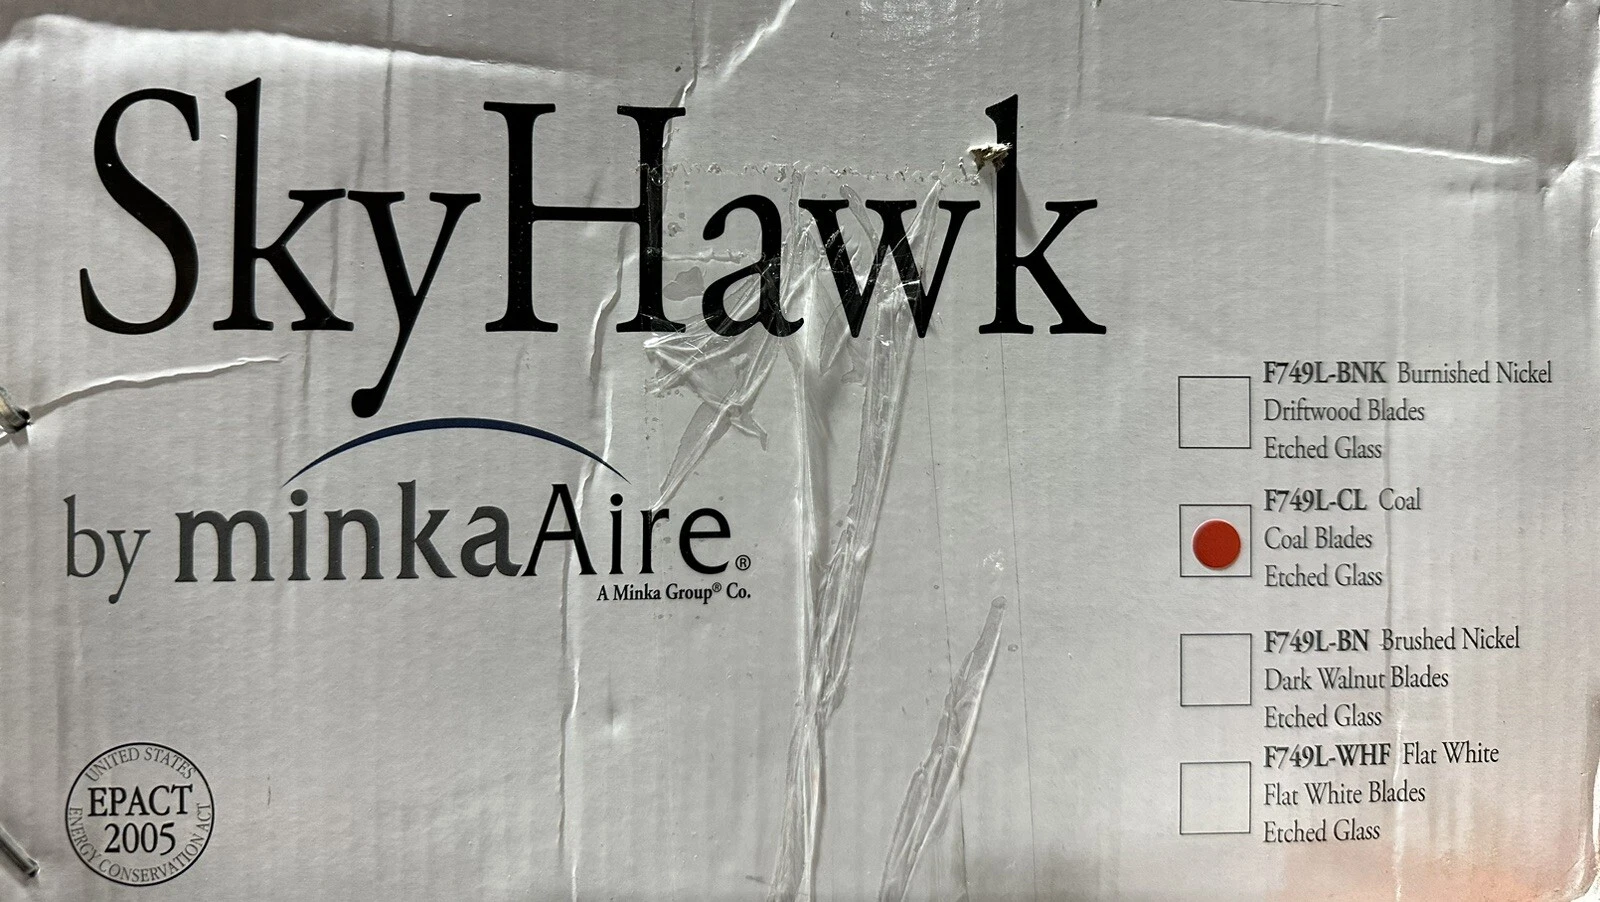 SkyHawk
by minkaAire®
A Minka Group® Co.
F749L-BNK Burnished Nickel
Driftwood Blades
Etched Glass
F749L-CL Coal
Coal Blades
Etched Glass
F749L-BN Brushed Nickel
Dark Walnut Blades
Etched Glass
F749L-WHF Flat White
Flat White Blades
Etched Glass
UNITED STATES
EPACT
2005
ENERGY CONSERVATION ACT